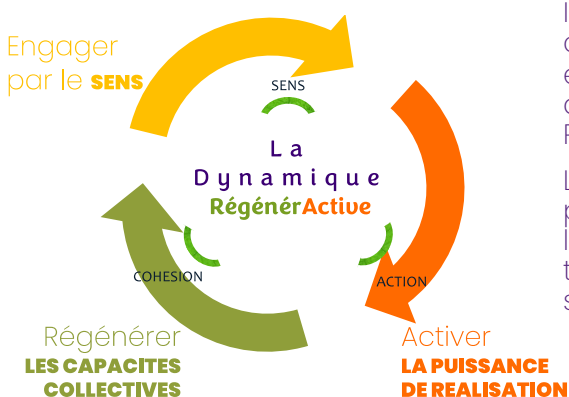 Engager
par le SENS
SENS
La
Dynamique
RégénérActive
COHESION
ACTION
Régénérer
LES CAPACITES
COLLECTIVES
Activer
LA PUISSANCE
DE REALISATION